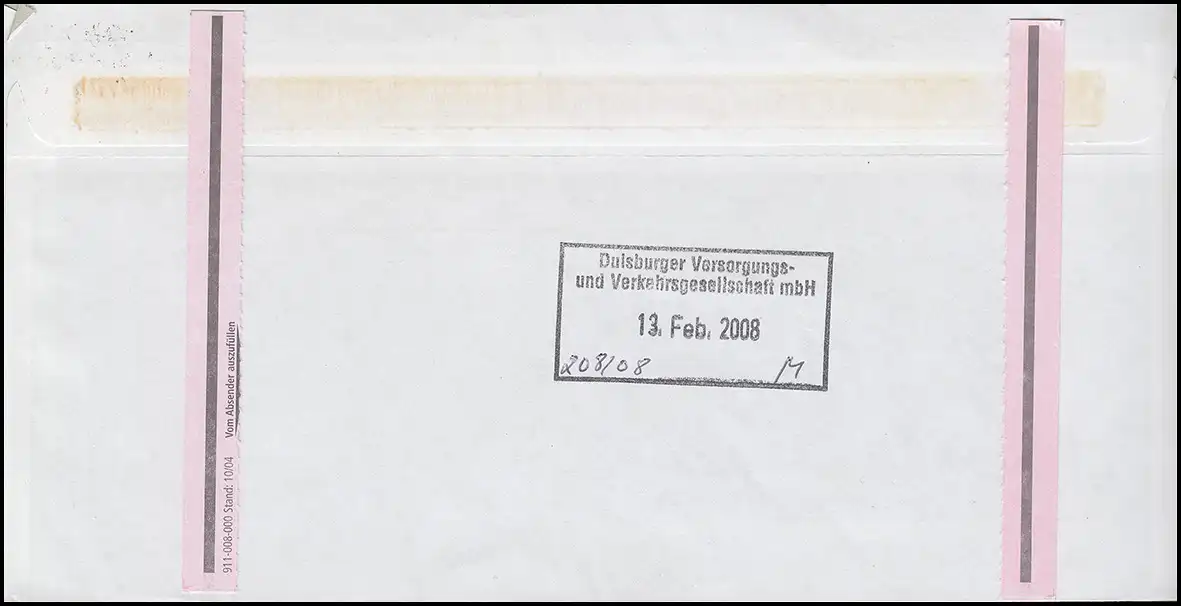 911-008-000 Stand: 10/04 Vom Absender auszufüllen
Duisburger Versorgungs-
und Verkehrsgesellschaft mbH
13. Feb. 2008
208/08 M